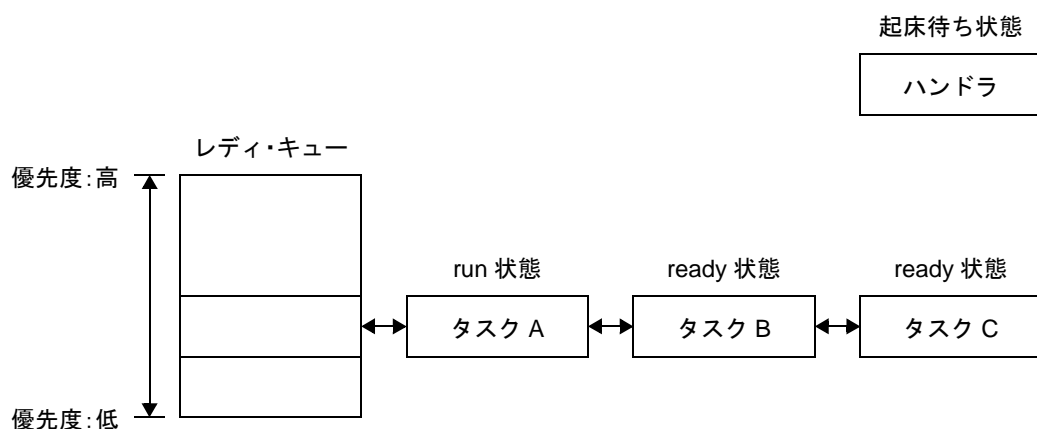 起床待ち状態
ハンドラ
レディ・キュー
優先度：高
run 状態
ready 状態
ready 状態
タスク A
タスク B
タスク C
優先度：低